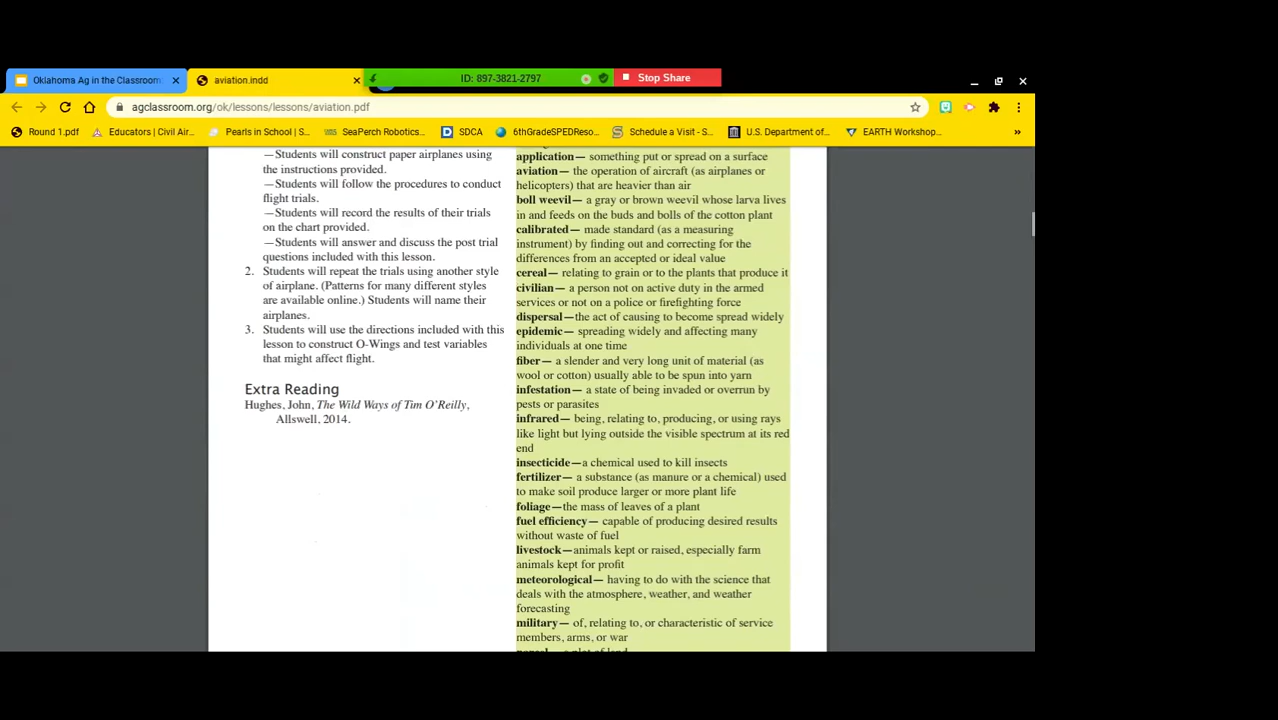 Oklahoma Ag in the Classroom
aviation.indd
ID: 897-3821-2797
Stop Share
agclassroom.org/ok/lessons/lessons/aviation.pdf
Round 1.pdf
Educators | Civil Air...
Pearls in School | S...
SeaPerch Robotics...
SDCA
6thGradeSPEDReso...
Schedule a Visit - S...
U.S. Department of...
EARTH Workshop...
»
—Students will construct paper airplanes using
the instructions provided.
—Students will follow the procedures to conduct
flight trials.
—Students will record the results of their trials
on the chart provided.
—Students will answer and discuss the post trial
questions included with this lesson.
2. Students will repeat the trials using another style
of airplane. (Patterns for many different styles
are available online.) Students will name their
airplanes.
3. Students will use the directions included with this
lesson to construct O-Wings and test variables
that might affect flight.
Extra Reading
Hughes, John, The Wild Ways of Tim O'Reilly,
Allswell, 2014.
application— something put or spread on a surface
aviation— the operation of aircraft (as airplanes or
helicopters) that are heavier than air
boll weevil— a gray or brown weevil whose larva lives
in and feeds on the buds and bolls of the cotton plant
calibrated— made standard (as a measuring
instrument) by finding out and correcting for the
differences from an accepted or ideal value
cereal— relating to grain or to the plants that produce it
civilian— a person not on active duty in the armed
services or not on a police or firefighting force
dispersal—the act of causing to become spread widely
epidemic— spreading widely and affecting many
individuals at one time
fiber— a slender and very long unit of material (as
wool or cotton) usually able to be spun into yarn
infestation— a state of being invaded or overrun by
pests or parasites
infrared— being, relating to, producing, or using rays
like light but lying outside the visible spectrum at its red
end
insecticide—a chemical used to kill insects
fertilizer— a substance (as manure or a chemical) used
to make soil produce larger or more plant life
foliage—the mass of leaves of a plant
fuel efficiency— capable of producing desired results
without waste of fuel
livestock—animals kept or raised, especially farm
animals kept for profit
meteorological— having to do with the science that
deals with the atmosphere, weather, and weather
forecasting
military— of, relating to, or characteristic of service
members, arms, or war